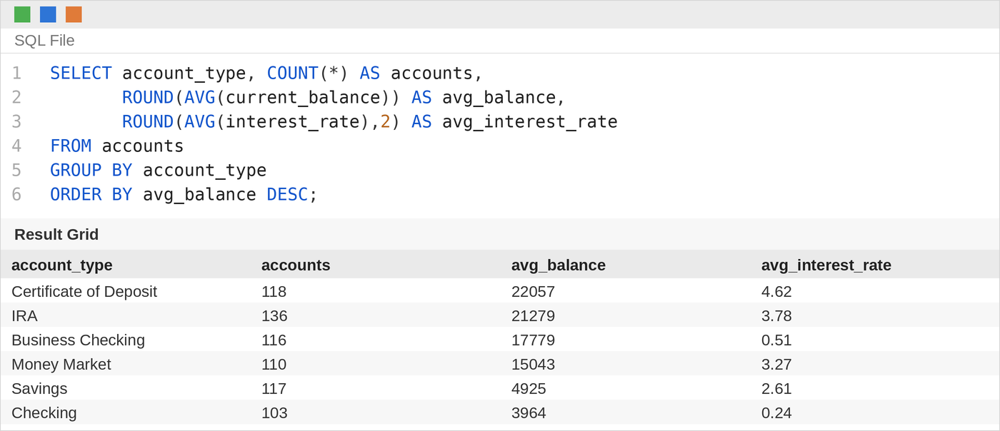 SQL File
1 SELECT account_type, COUNT(*) AS accounts,
2 ROUND(AVG(current_balance)) AS avg_balance,
3 ROUND(AVG(interest_rate),2) AS avg_interest_rate
4 FROM accounts
5 GROUP BY account_type
6 ORDER BY avg_balance DESC;
Result Grid
account_type accounts avg_balance avg_interest_rate
Certificate of Deposit 118 22057 4.62
IRA 136 21279 3.78
Business Checking 116 17779 0.51
Money Market 110 15043 3.27
Savings 117 4925 2.61
Checking 103 3964 0.24